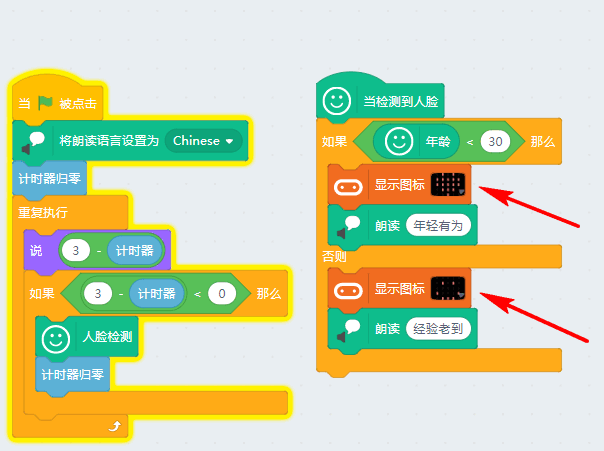 当 被点击
将朗读语言设置为 Chinese
计时器归零
重复执行
说 3 - 计时器
如果 3 - 计时器 < 0 那么
人脸检测
计时器归零
当检测到人脸
如果 年龄 < 30 那么
显示图标
朗读 年轻有为
否则
显示图标
朗读 经验老到